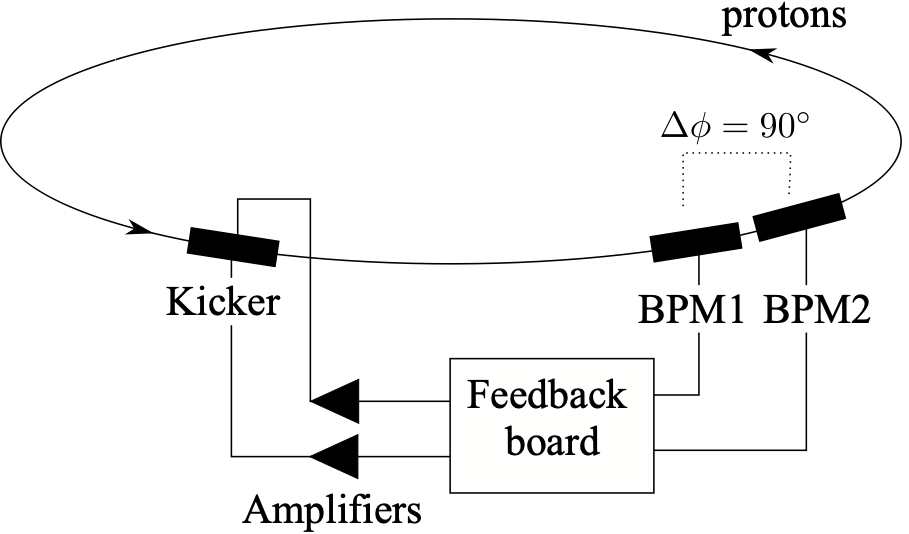 protons
Δϕ = 90°
Kicker
BPM1 BPM2
Feedback
board
Amplifiers